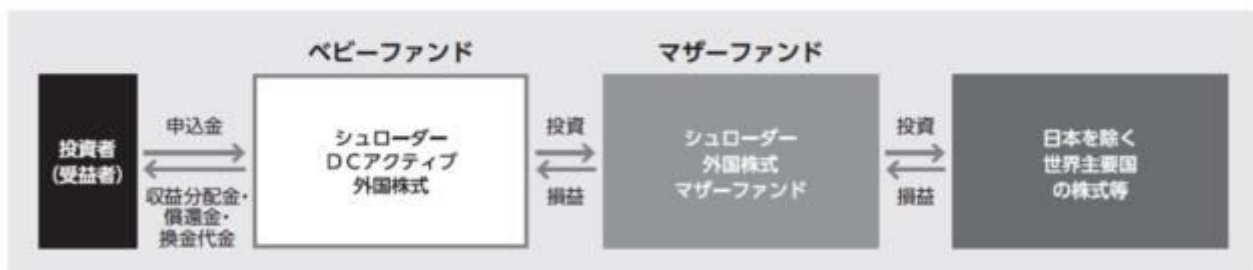 ベビーファンド
マザーファンド
投資者
(受益者)
申込金
収益分配金・
償還金・
換金代金
シュローダー
DCアクティブ
外国株式
投資
損益
シュローダー
外国株式
マザーファンド
投資
損益
日本を除く
世界主要国
の株式等